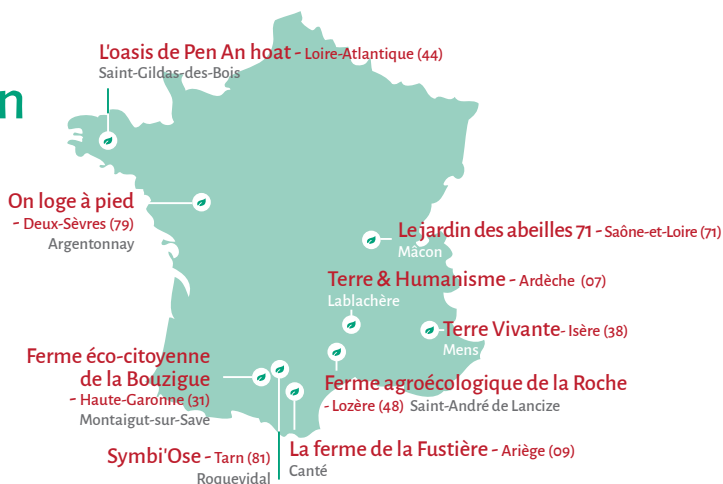 L'oasis de Pen An hoat - Loire-Atlantique (44)
Saint-Gildas-des-Bois
n
On loge à pied
- Deux-Sèvres (79)
Argentonnay
Le jardin des abeilles 71 - Saône-et-Loire (71)
Mâcon
Terre & Humanisme - Ardèche (07)
Lablachère
Terre Vivante- Isère (38)
Mens
Ferme éco-citoyenne
de la Bouzigue
- Haute-Garonne (31)
Montaigut-sur-Save
Ferme agroécologique de la Roche
- Lozère (48) Saint-André de Lancize
Symbi'Ose - Tarn (81)
Roquevidal
La ferme de la Fustière - Ariège (09)
Canté